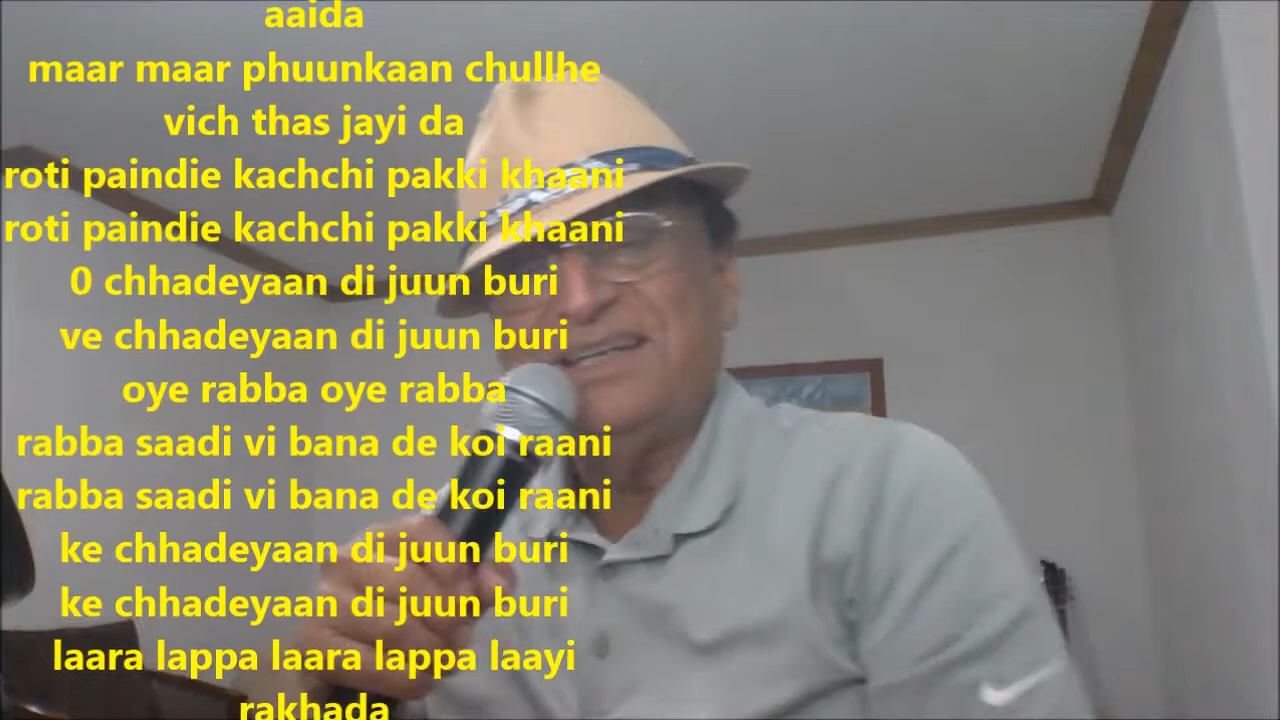 aaida
maar maar phuunkaan chullhe
vich thas jayi da
roti paindie kachchi pakki khaani
roti paindie kachchi pakki khaani
0 chhadeyaan di juun buri
ve chhadeyaan di juun buri
oye rabba oye rabba
rabba saadi vi bana de koi raani
rabba saadi vi bana de koi raani
ke chhadeyaan di juun buri
ke chhadeyaan di juun buri
laara lappa laara lappa laayi
rakhada